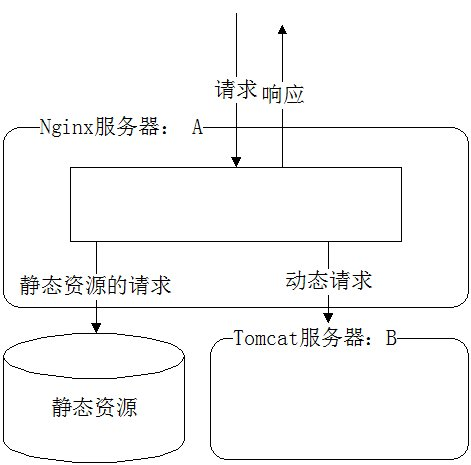 请求
响应
Nginx服务器： A
静态资源的请求
动态请求
Tomcat服务器：B
静态资源